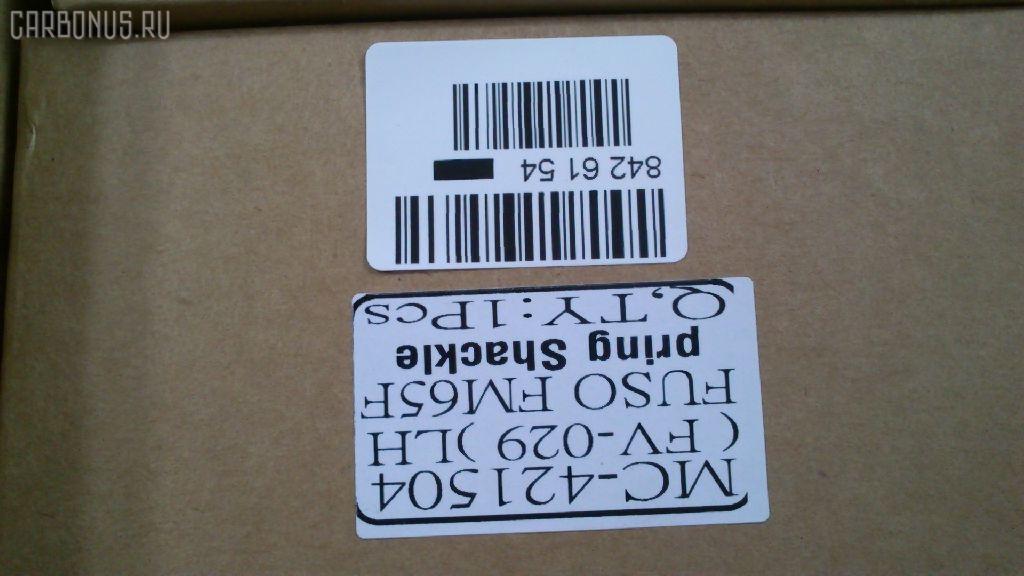 CARBONUS.RU
MC-421504
( FV-029 )LH
FUSO FM65F
pring Shackle
Q,TY:1Pcs
842 61 54